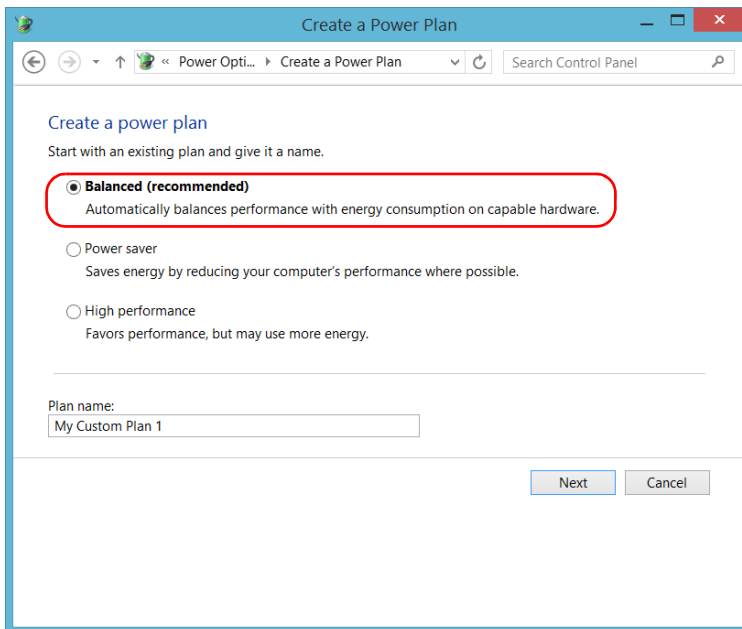 Create a Power Plan
« Power Opti... Create a Power Plan Search Control Panel
Create a power plan
Start with an existing plan and give it a name.
Balanced (recommended)
Automatically balances performance with energy consumption on capable hardware.
Power saver
Saves energy by reducing your computer's performance where possible.
High performance
Favors performance, but may use more energy.
Plan name:
My Custom Plan 1
Next Cancel